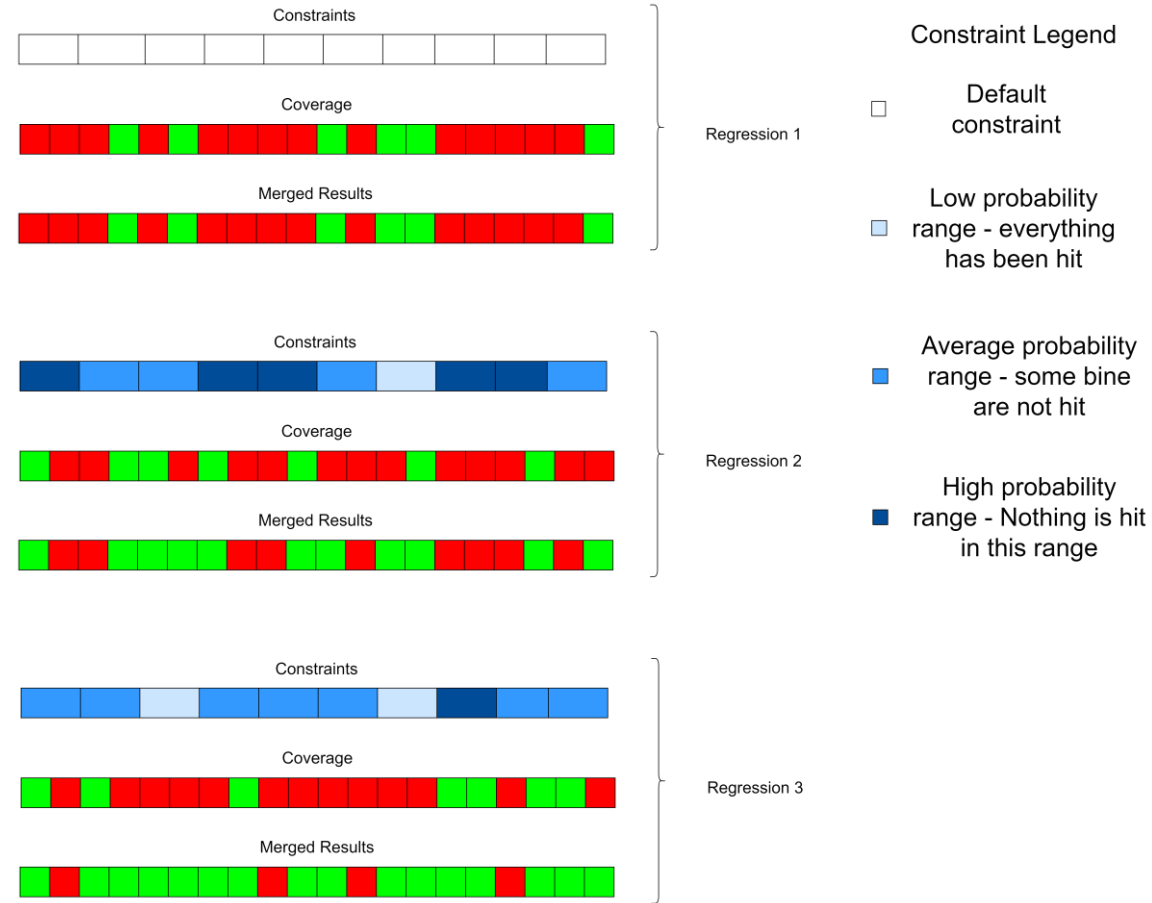 Constraints
Coverage
Merged Results
Regression 1
Constraints
Coverage
Merged Results
Regression 2
Constraints
Coverage
Merged Results
Regression 3
Constraint Legend
Default
constraint
Low probability
range - everything
has been hit
Average probability
range - some bine
are not hit
High probability
range - Nothing is hit
in this range